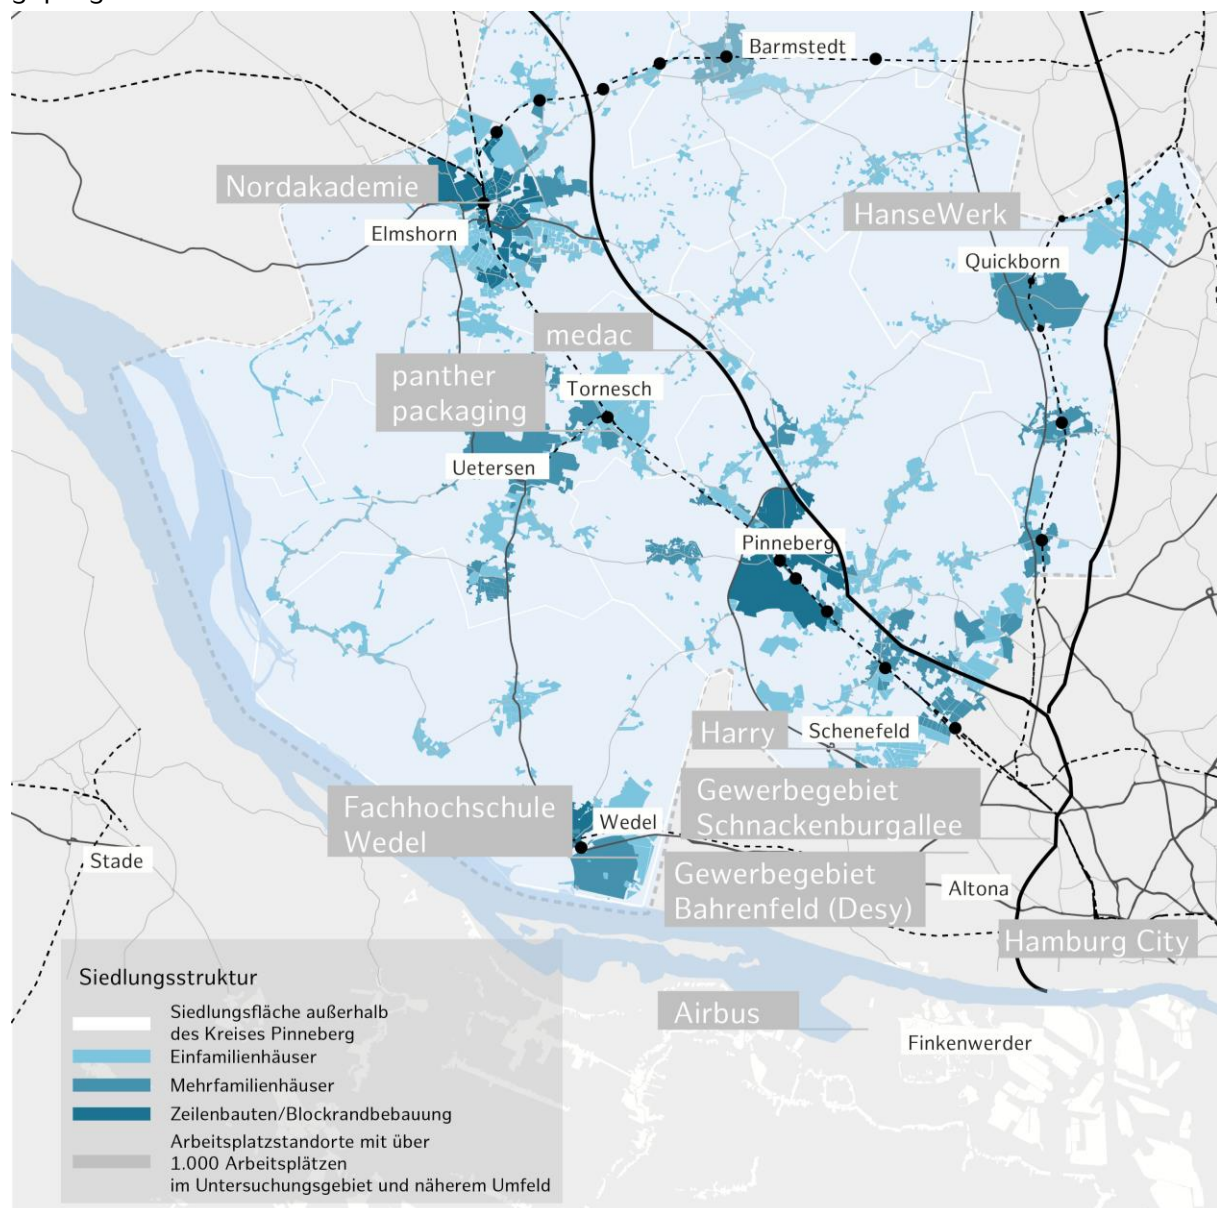 Barmstedt
Nordakademie
HanseWerk
Elmshorn
Quickborn
medac
panther
packaging
Tornesch
Uetersen
Pinneberg
Harry
Schenefeld
Fachhochschule
Wedel
Wedel
Gewerbegebiet
Schnackenburgallee
Stade
Gewerbegebiet
Bahrenfeld (Desy)
Altona
Hamburg City
Airbus
Finkenwerder
Siedlungsstruktur
Siedlungsfläche außerhalb
des Kreises Pinneberg
Einfamilienhäuser
Mehrfamilienhäuser
Zeilenbauten/Blockrandbebauung
Arbeitsplatzstandorte mit über
1.000 Arbeitsplätzen
im Untersuchungsgebiet und näherem Umfeld